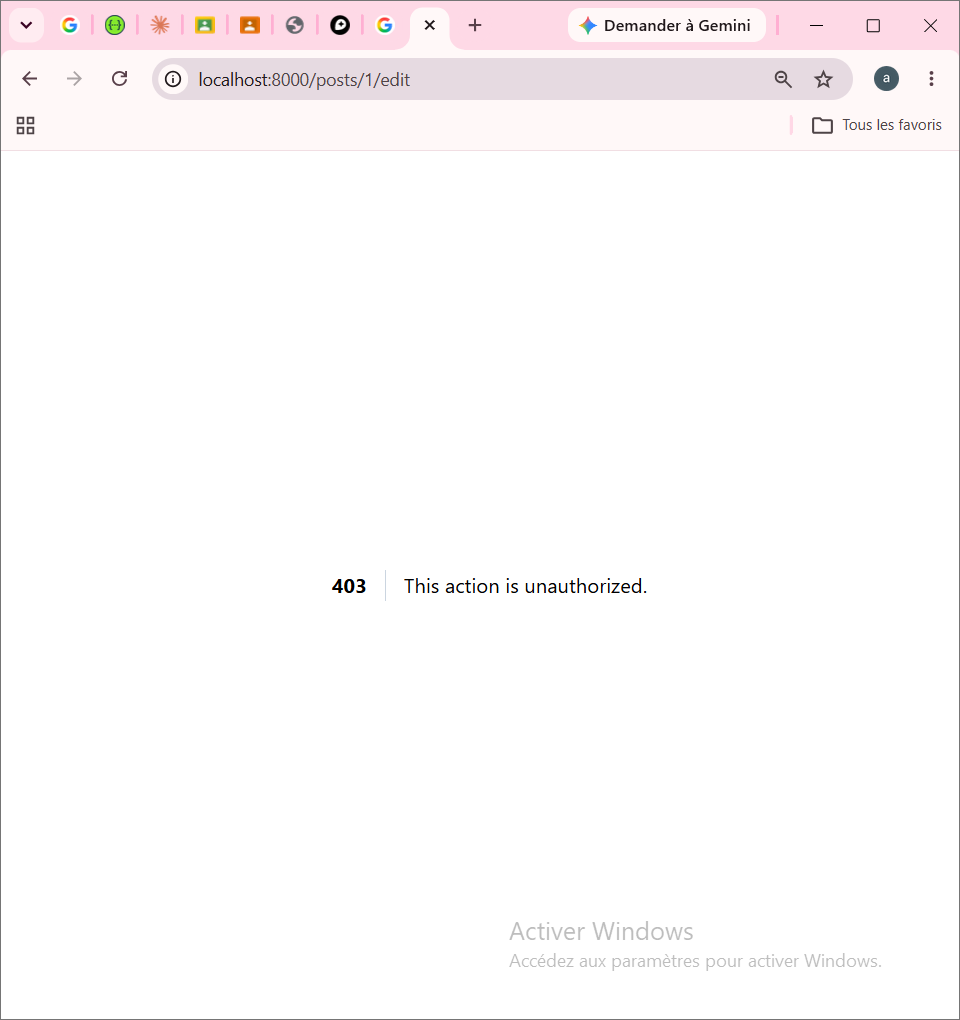 Demander à Gemini
localhost:8000/posts/1/edit
a
Tous les favoris
403
This action is unauthorized.
Activer Windows
Accédez aux paramètres pour activer Windows.